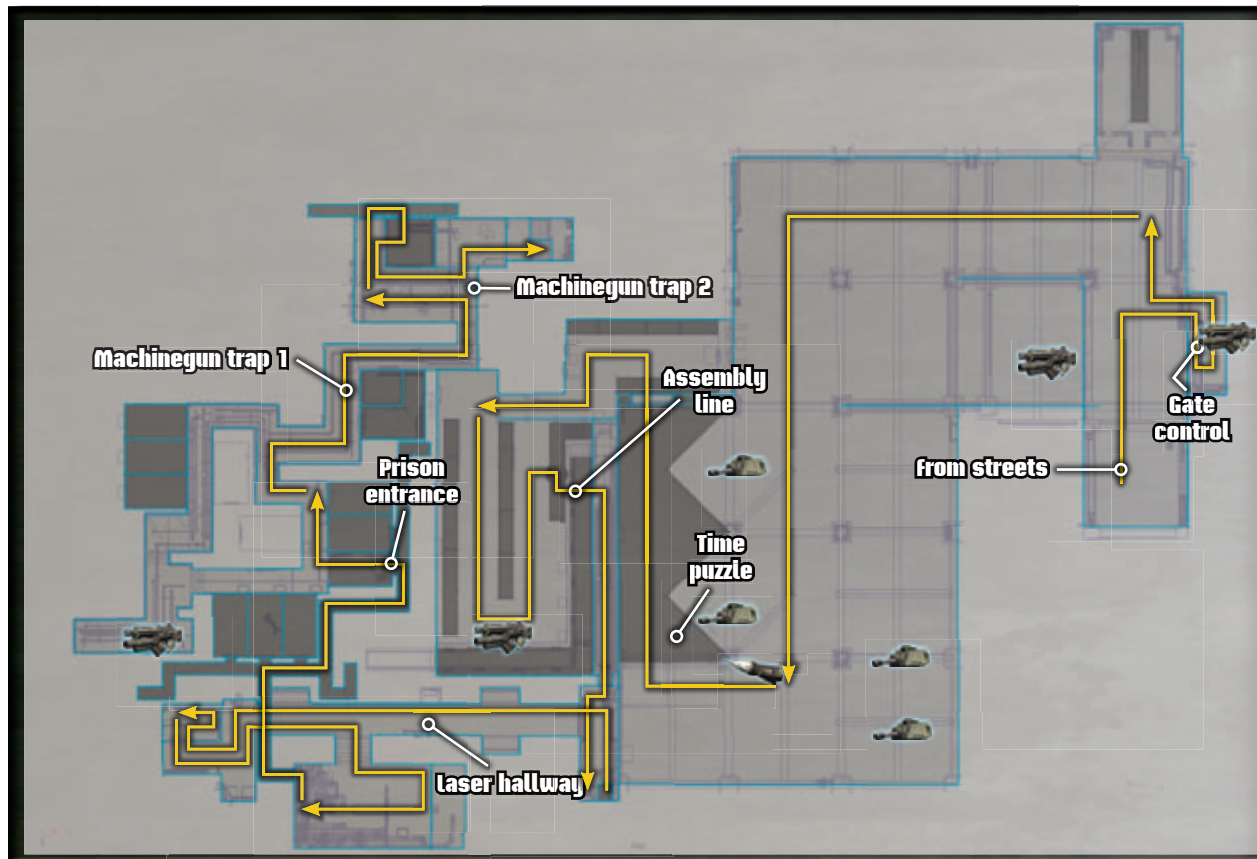 Machinegun trap 2
Machinegun trap 1
Assembly
line
Gate
control
Prison
entrance
from streets
Time
puzzle
Laser hallway